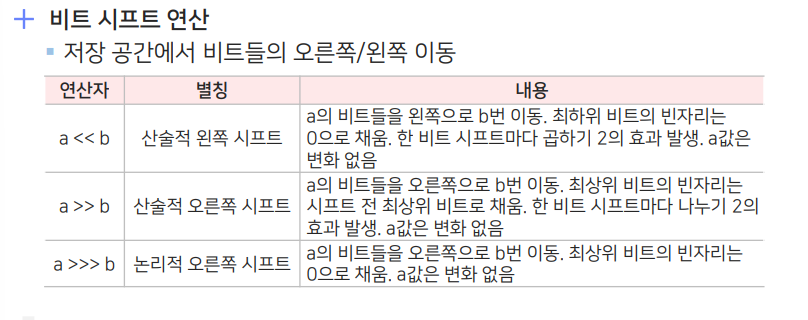 비트 시프트 연산
저장 공간에서 비트들의 오른쪽/왼쪽 이동
연산자 별칭 내용
a << b 산술적 왼쪽 시프트 a의 비트들을 왼쪽으로 b번 이동. 최하위 비트의 빈자리는
0으로 채움. 한 비트 시프트마다 곱하기 2의 효과 발생. a값은
변화 없음
a >> b 산술적 오른쪽 시프트 a의 비트들을 오른쪽으로 b번 이동. 최상위 비트의 빈자리는
시프트 전 최상위 비트로 채움. 한 비트 시프트마다 나누기 2의
효과 발생. a값은 변화 없음
a >>> b 논리적 오른쪽 시프트 a의 비트들을 오른쪽으로 b번 이동. 최상위 비트의 빈자리는
0으로 채움. a값은 변화 없음